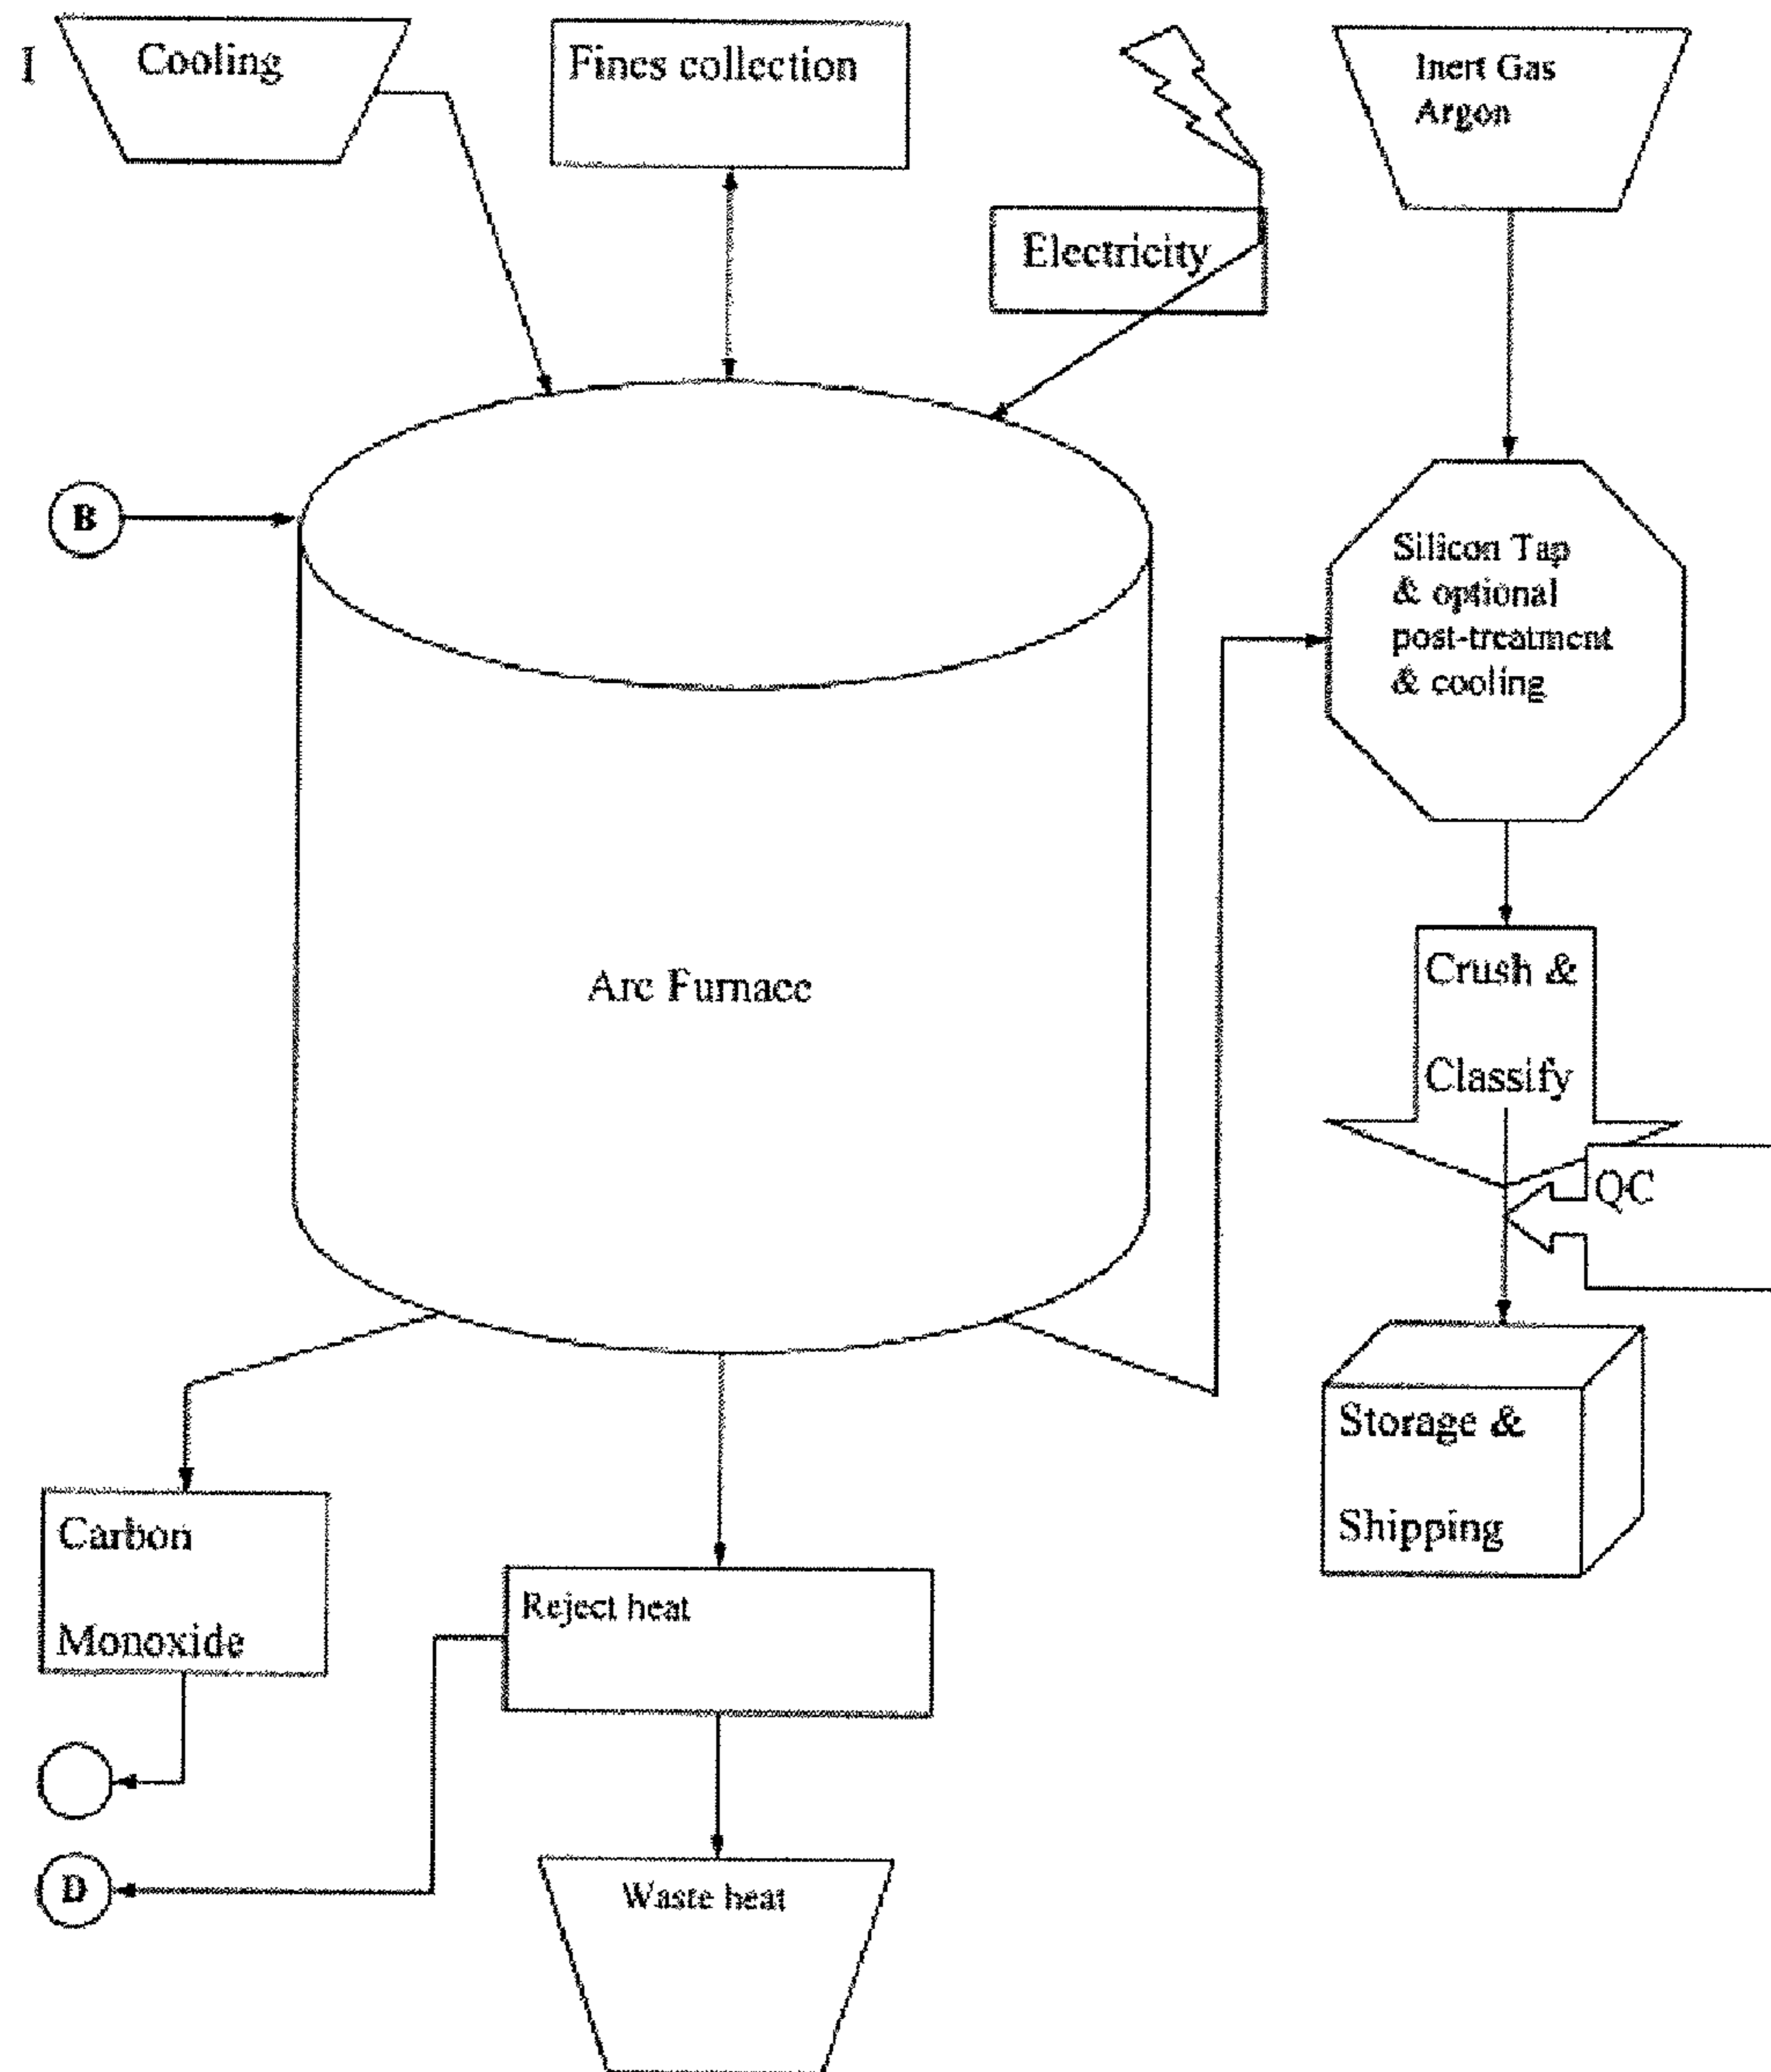 I
Cooling
Fines collection
Inert Gas
Argon
Electricity
B
Silicon Tap
& optional
post-treatment
& cooling
Arc Furnace
Crush &
Classify
QC
Storage &
Shipping
Carbon
Monoxide
Reject heat
D
Waste heat